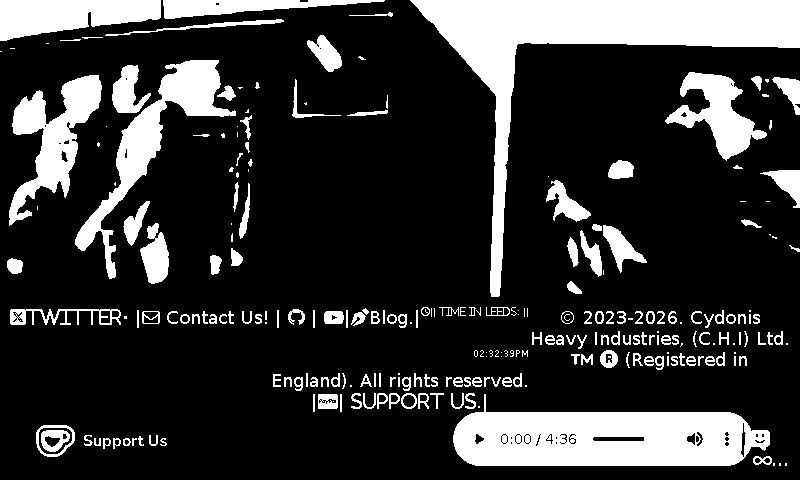 TWITTER· | Contact Us! | | | Blog.| || TIME IN LEEDS: ||
02:32:39PM
© 2023-2026. Cydonis
Heavy Industries, (C.H.I) Ltd.
TM ® (Registered in
England). All rights reserved.
|PayPal| SUPPORT US.|
Support Us
0:00 / 4:36
∞...